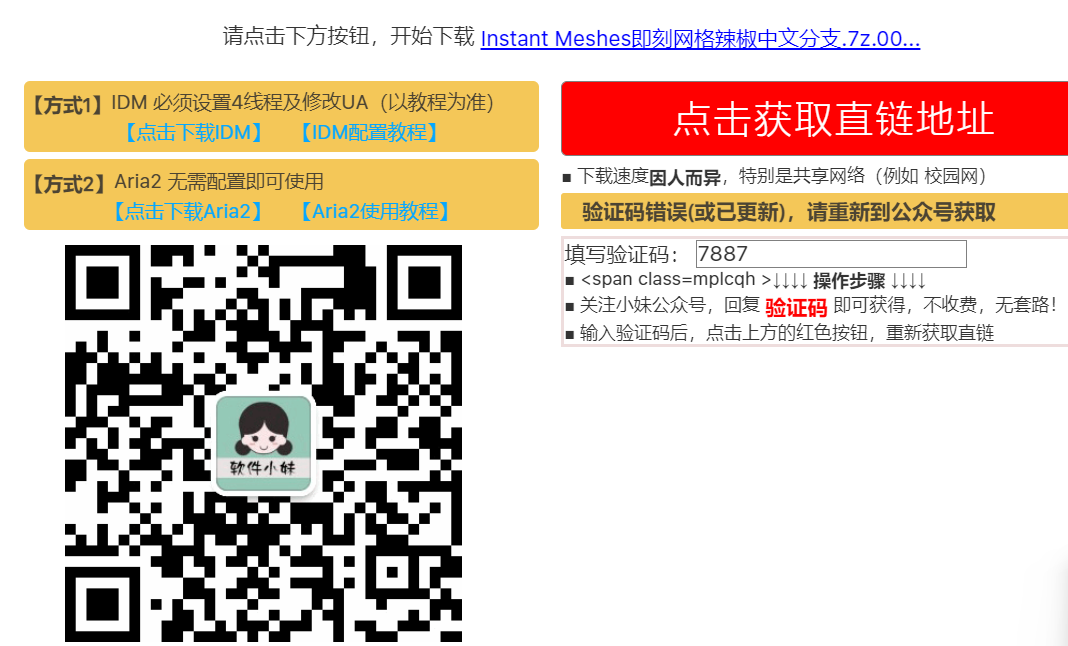 请点击下方按钮，开始下载 Instant Meshes即刻网格辣椒中文分支.7z.00...
【方式1】IDM 必须设置4线程及修改UA（以教程为准）
【点击下载IDM】 【IDM配置教程】
【方式2】Aria2 无需配置即可使用
【点击下载Aria2】 【Aria2使用教程】
软件小妹
点击获取直链地址
■ 下载速度因人而异，特别是共享网络（例如 校园网）
验证码错误(或已更新)，请重新到公众号获取
填写验证码： 7887
■ <span class=mplcqh >↓↓↓↓ 操作步骤 ↓↓↓↓
■ 关注小妹公众号，回复 验证码 即可获得，不收费，无套路！
■ 输入验证码后，点击上方的红色按钮，重新获取直链